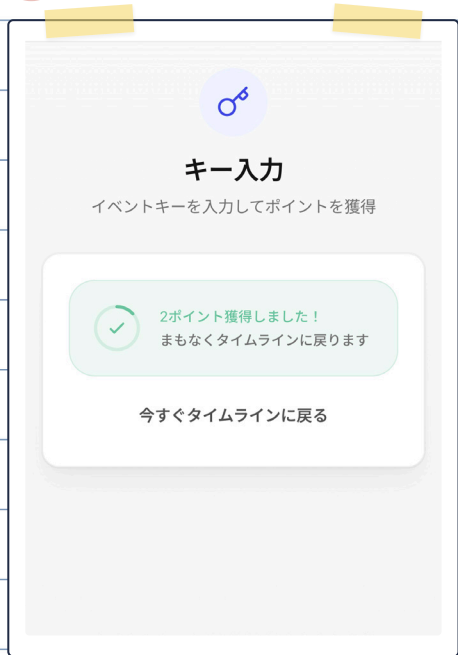 キー入力
イベントキーを入力してポイントを獲得
2ポイント獲得しました！
まもなくタイムラインに戻ります
今すぐタイムラインに戻る